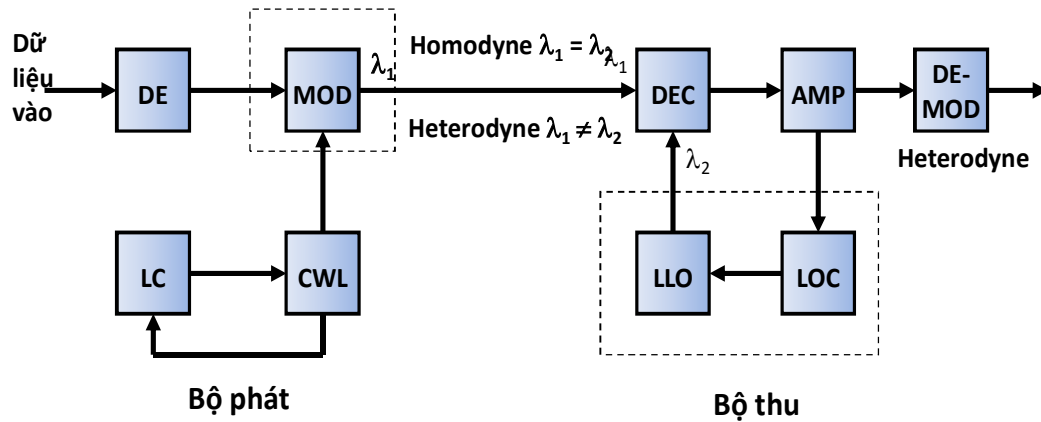 Dữ
liệu
vào
DE
MOD
λ1
Homodyne λ1 = λ2
λ1
Heterodyne λ1 ≠ λ2
DEC
AMP
DE-
MOD
Heterodyne
λ2
LC
CWL
LLO
LOC
Bộ phát
Bộ thu